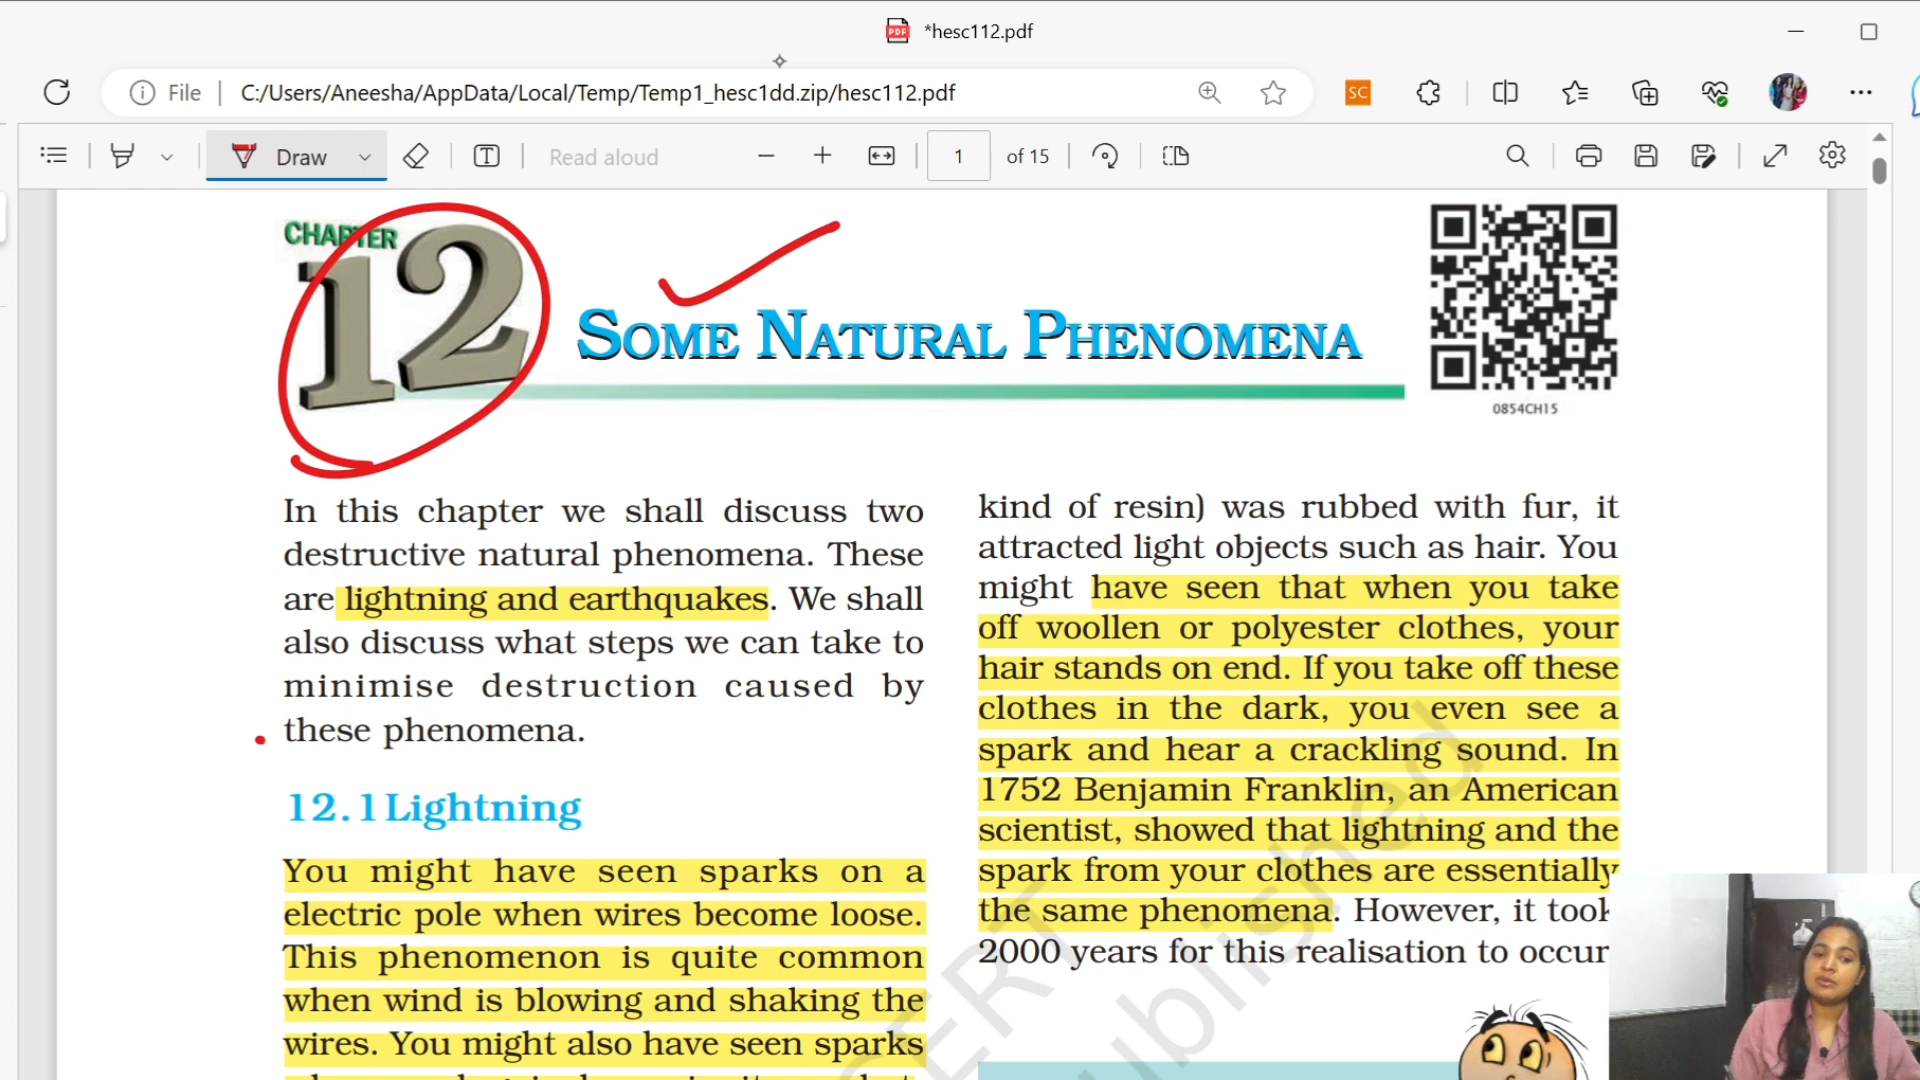 *hesc112.pdf
File
C:/Users/Aneesha/AppData/Local/Temp/Temp1_hesc1dd.zip/hesc112.pdf
SC
Draw
Read aloud
1
of 15
CHAPTER
12
SOME NATURAL PHENOMENA
0854CH15
In this chapter we shall discuss two
destructive natural phenomena. These
are lightning and earthquakes. We shall
also discuss what steps we can take to
minimise destruction caused by
these phenomena.
12.1 Lightning
You might have seen sparks on a
electric pole when wires become loose.
This phenomenon is quite common
when wind is blowing and shaking the
wires. You might also have seen sparks
kind of resin) was rubbed with fur, it
attracted light objects such as hair. You
might have seen that when you take
off woollen or polyester clothes, your
hair stands on end. If you take off these
clothes in the dark, you even see a
spark and hear a crackling sound. In
1752 Benjamin Franklin, an American
scientist, showed that lightning and the
spark from your clothes are essentially
the same phenomena. However, it took
2000 years for this realisation to occur